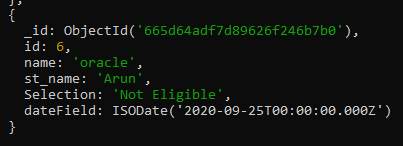 },
{
_id: ObjectId('665d64adf7d89626f246b7b0'),
id: 6,
name: 'oracle',
st_name: 'Arun',
Selection: 'Not Eligible',
dateField: ISODate('2020-09-25T00:00:00.000Z')
}